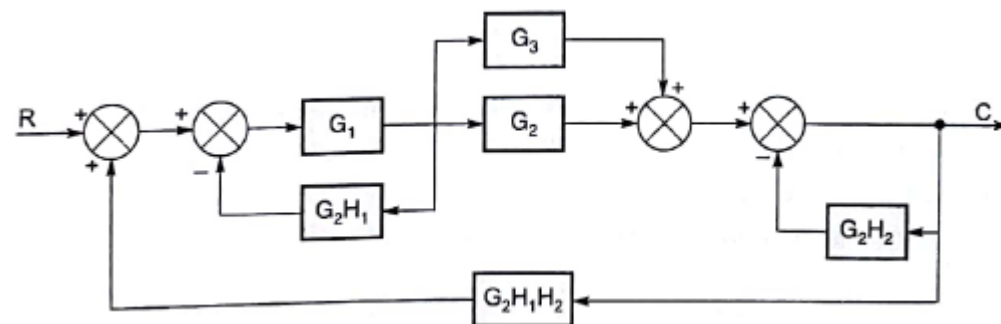 G₃
R + + G₁ G₂ + + + C
+ − G₂H₁ − G₂H₂
G₂H₁H₂